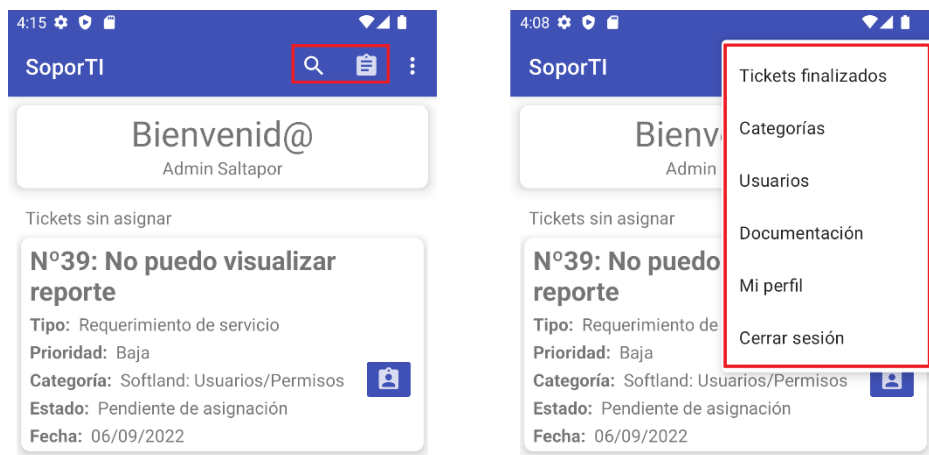 4:15
SoporTI
Bienvenid@
Admin Saltapor
Tickets sin asignar
Nº39: No puedo visualizar
reporte
Tipo: Requerimiento de servicio
Prioridad: Baja
Categoría: Softland: Usuarios/Permisos
Estado: Pendiente de asignación
Fecha: 06/09/2022
4:08
SoporTI
Bienv
Admin
Tickets sin asignar
Nº39: No puedo
reporte
Tipo: Requerimiento de
Prioridad: Baja
Categoría: Softland: Usuarios/Permisos
Estado: Pendiente de asignación
Fecha: 06/09/2022
Tickets finalizados
Categorías
Usuarios
Documentación
Mi perfil
Cerrar sesión